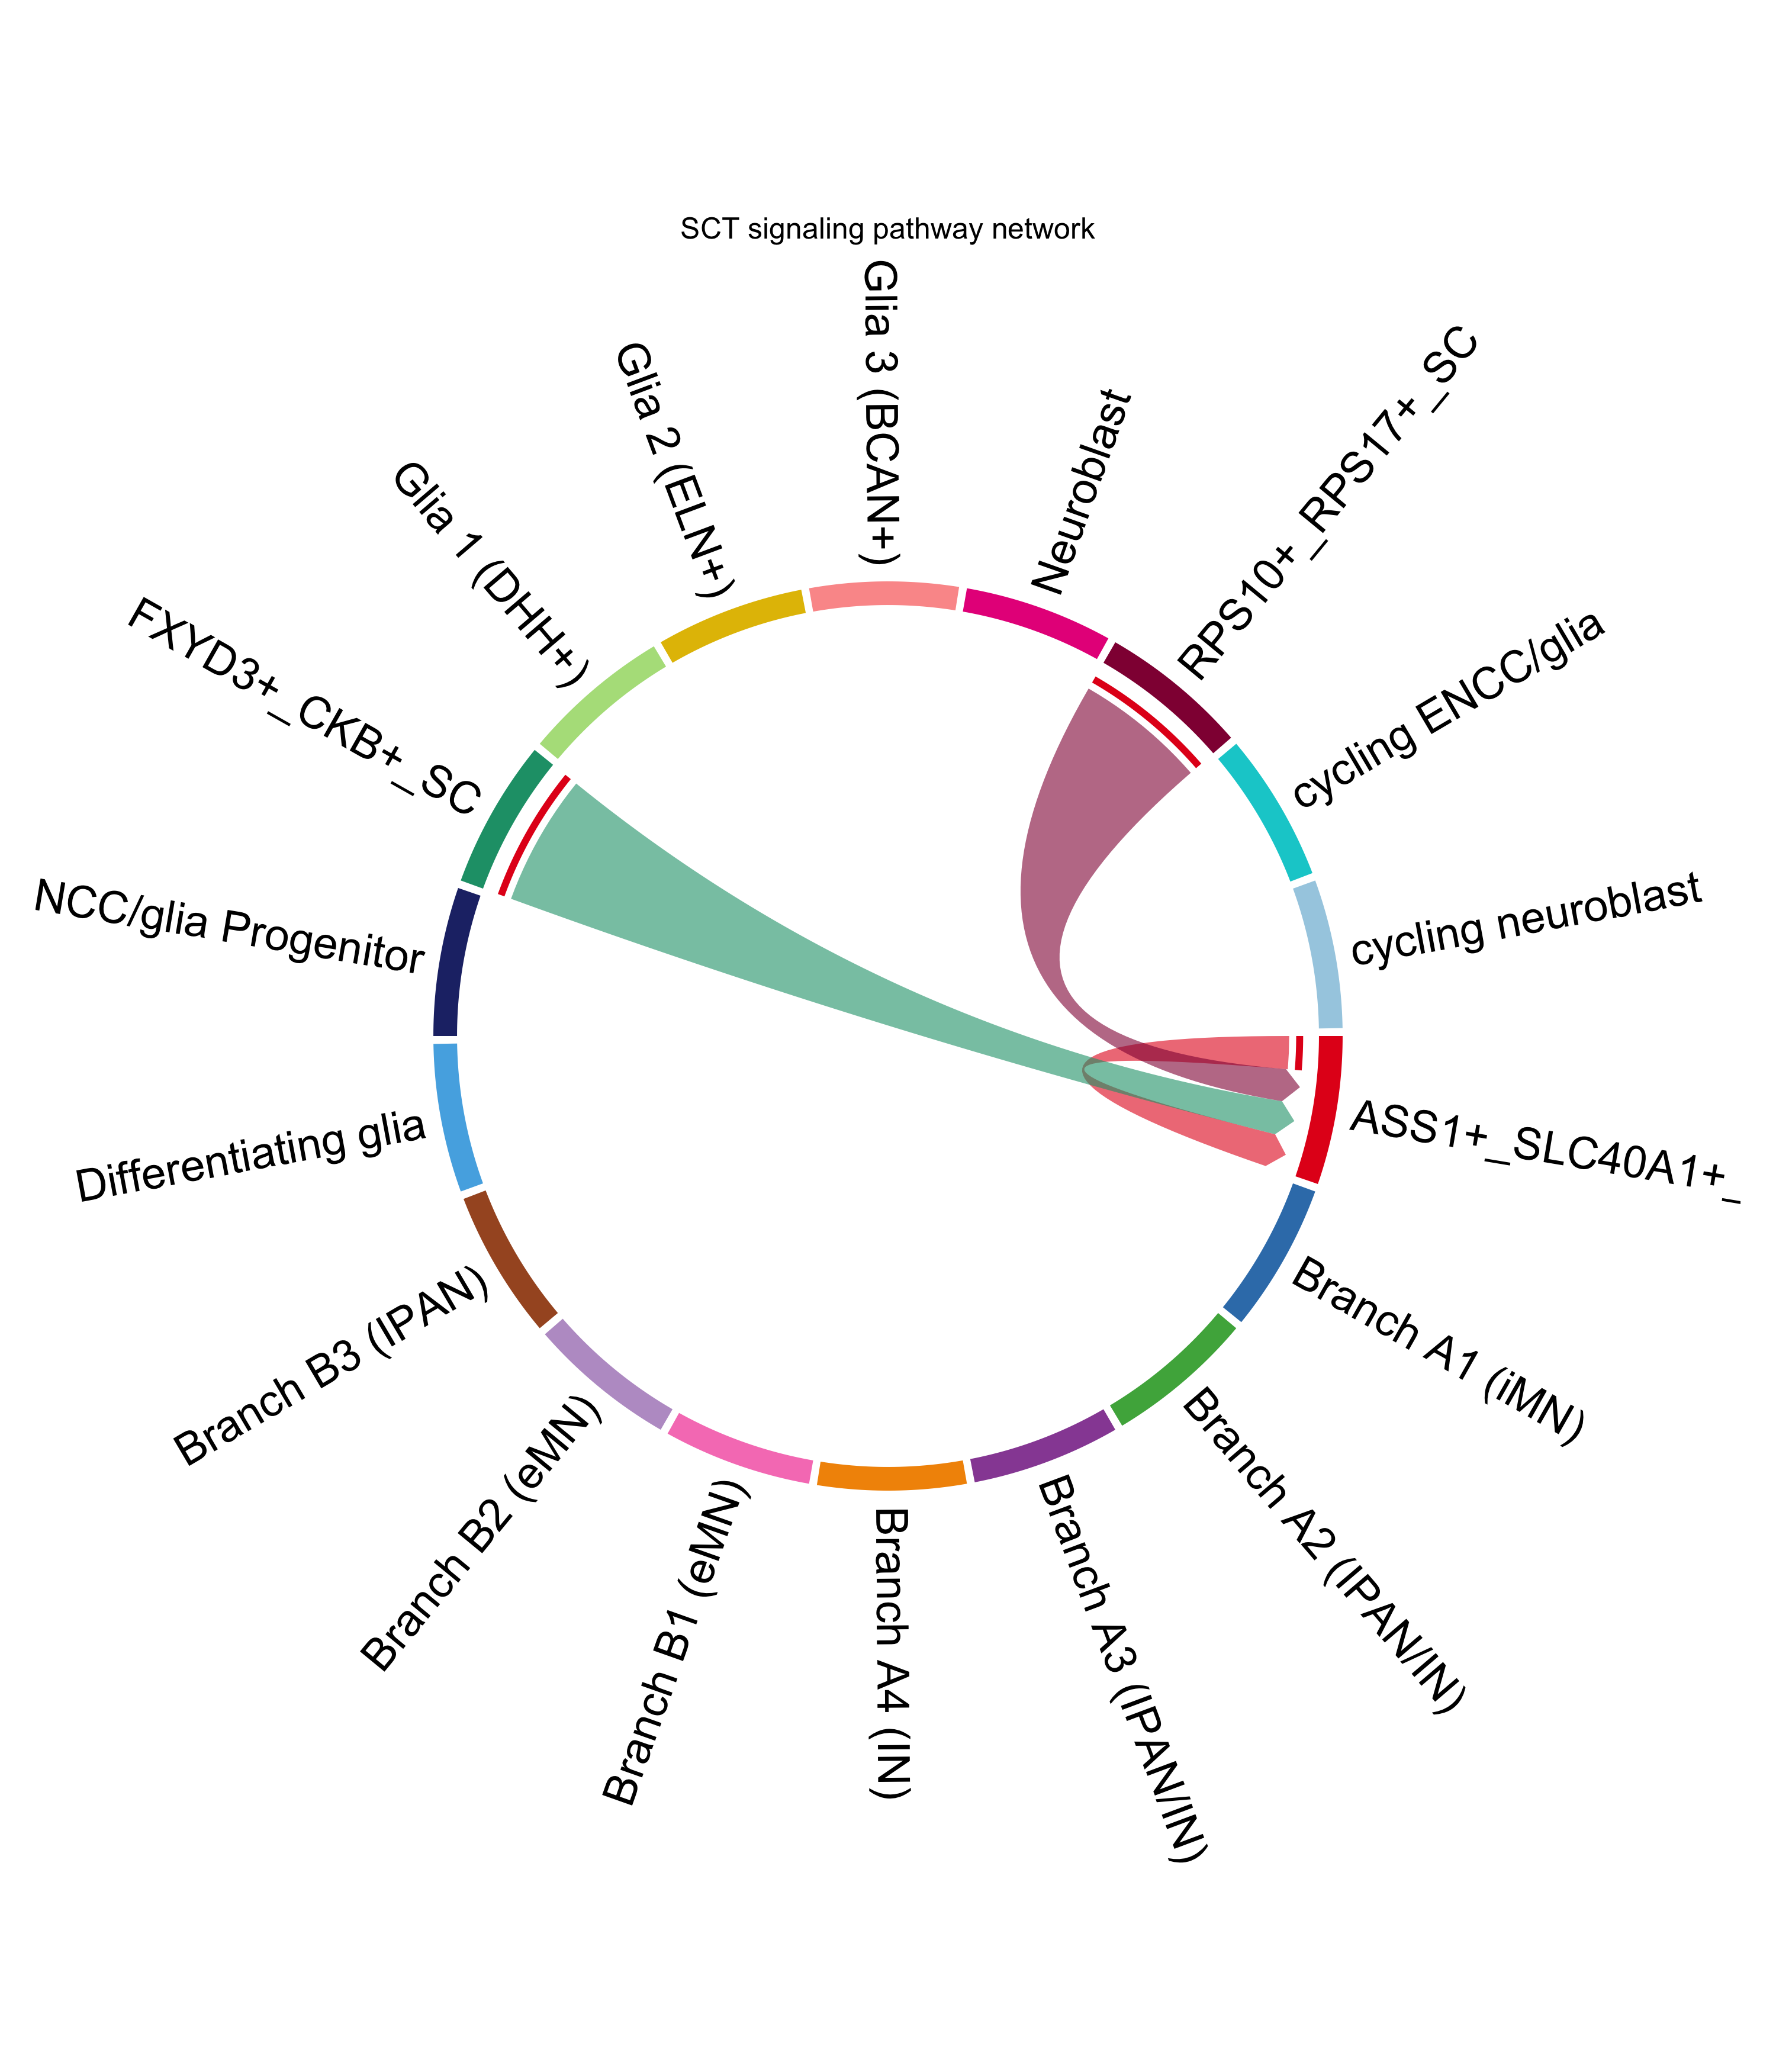 SCT signaling pathway network
Glia 3 (BCAN+)
Neuroblast
RPS10+_RPS17+_SC
cycling ENCC/glia
cycling neuroblast
ASS1+_SLC40A1+_
Branch A1 (iMN)
Branch A2 (IPAN/IN)
Branch A3 (IPAN/IN)
Branch A4 (IN)
Branch B1 (eMN)
Branch B2 (eMN)
Branch B3 (IPAN)
Differentiating glia
NCC/glia Progenitor
FXYD3+_CKB+_SC
Glia 1 (DHH+)
Glia 2 (ELN+)